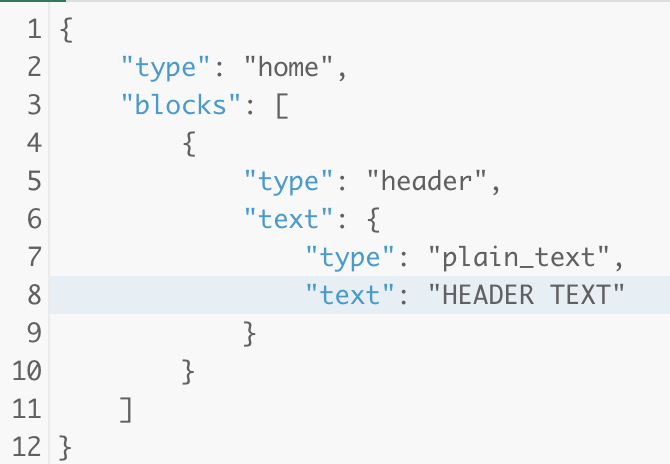 1 {
2     "type": "home",
3     "blocks": [
4         {
5             "type": "header",
6             "text": {
7                 "type": "plain_text",
8                 "text": "HEADER TEXT"
9             }
10         }
11     ]
12 }